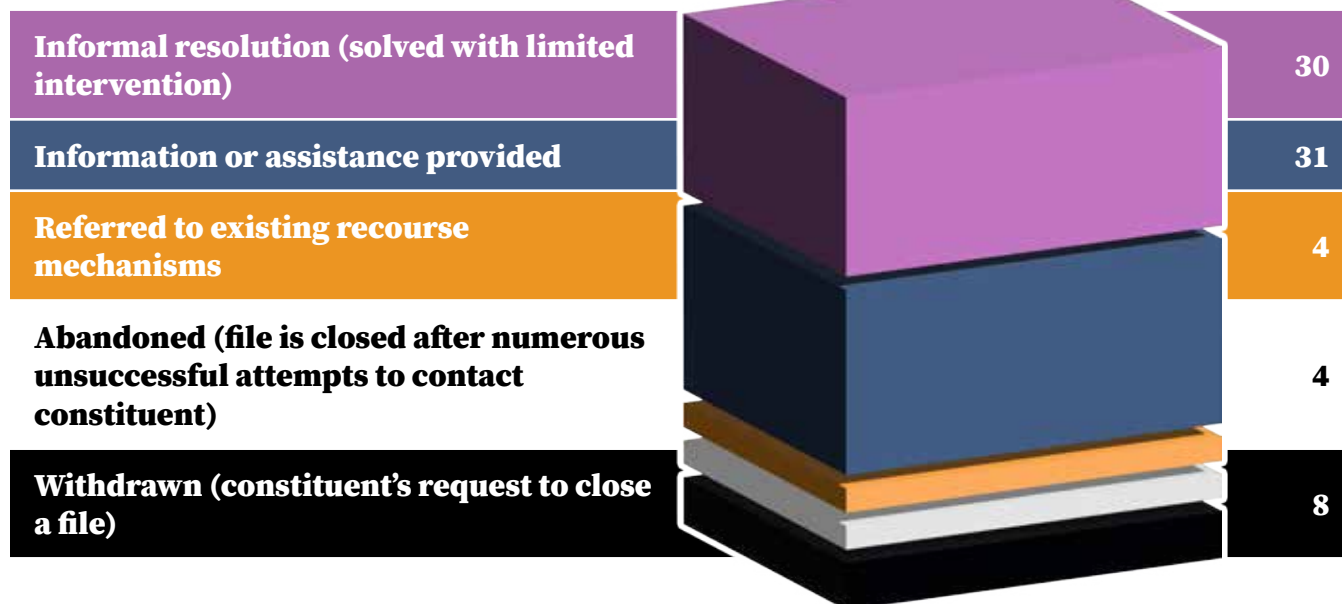 Informal resolution (solved with limited
intervention)
30
Information or assistance provided
31
Referred to existing recourse
mechanisms
4
Abandoned (file is closed after numerous
unsuccessful attempts to contact
constituent)
4
Withdrawn (constituent’s request to close
a file)
8